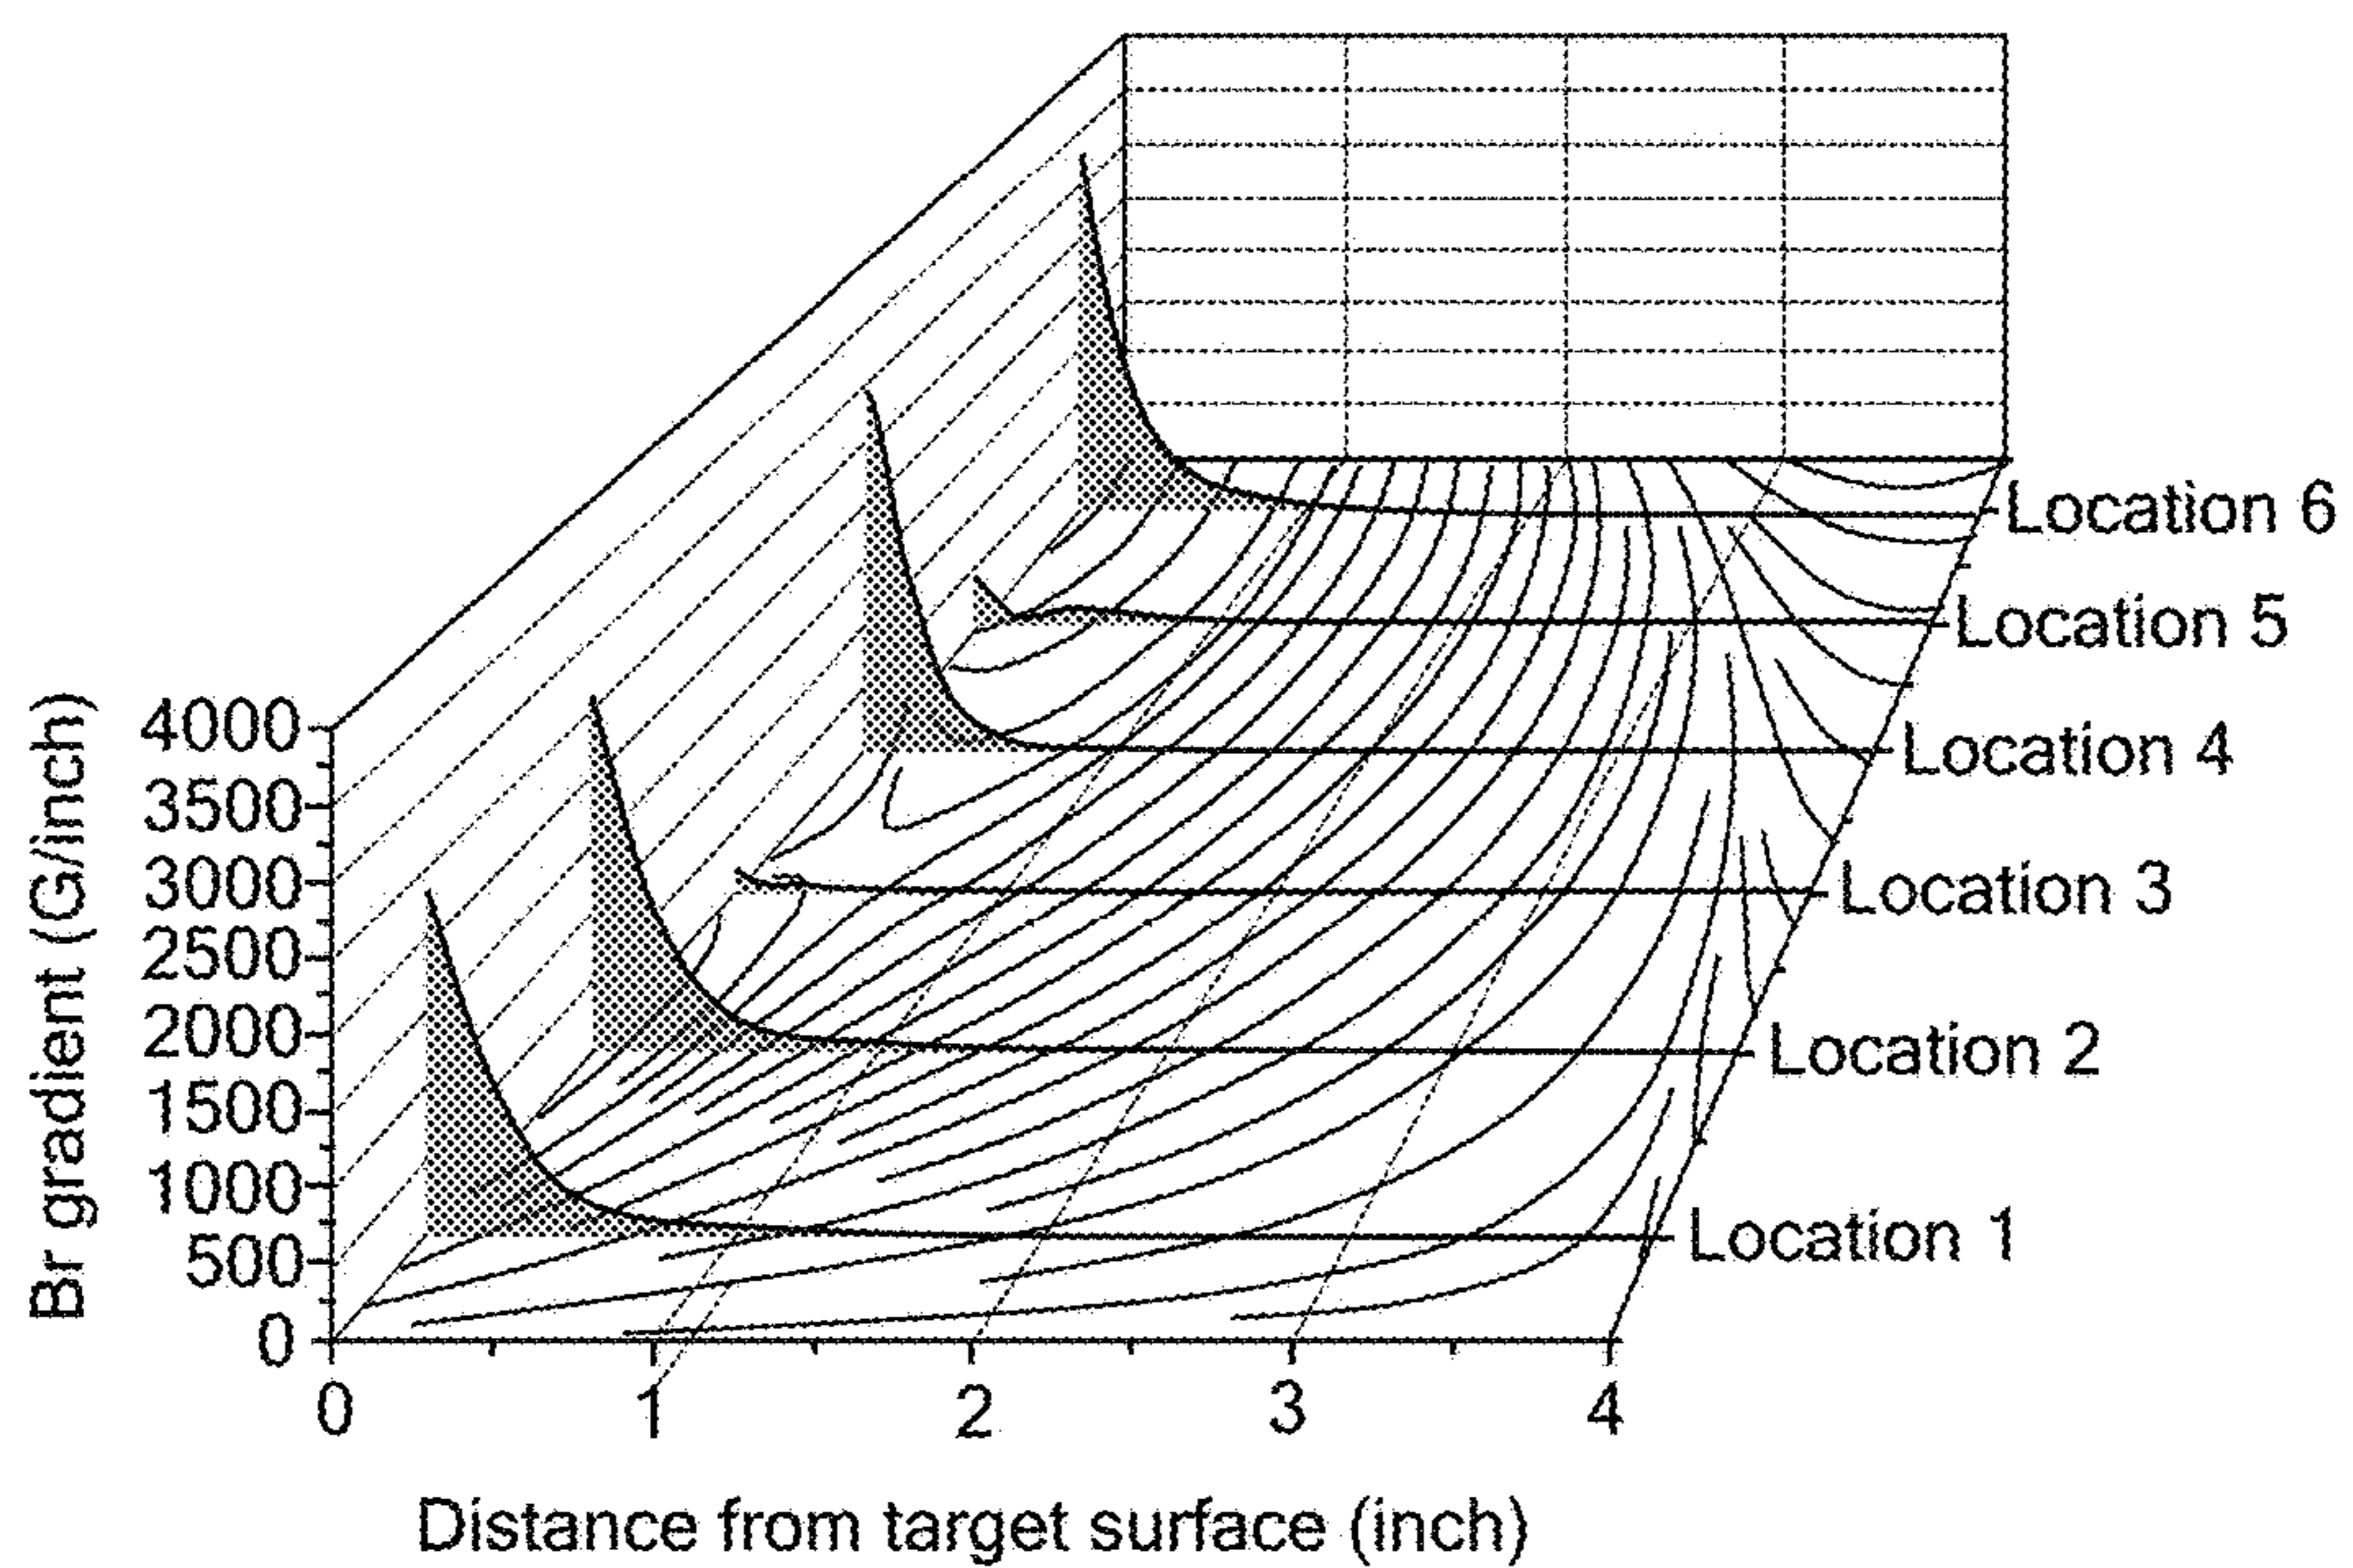 Br gradient (G/inch)
4000
3500
3000
2500
2000
1500
1000
500
0
0 1 2 3 4
Distance from target surface (inch)
Location 6
Location 5
Location 4
Location 3
Location 2
Location 1